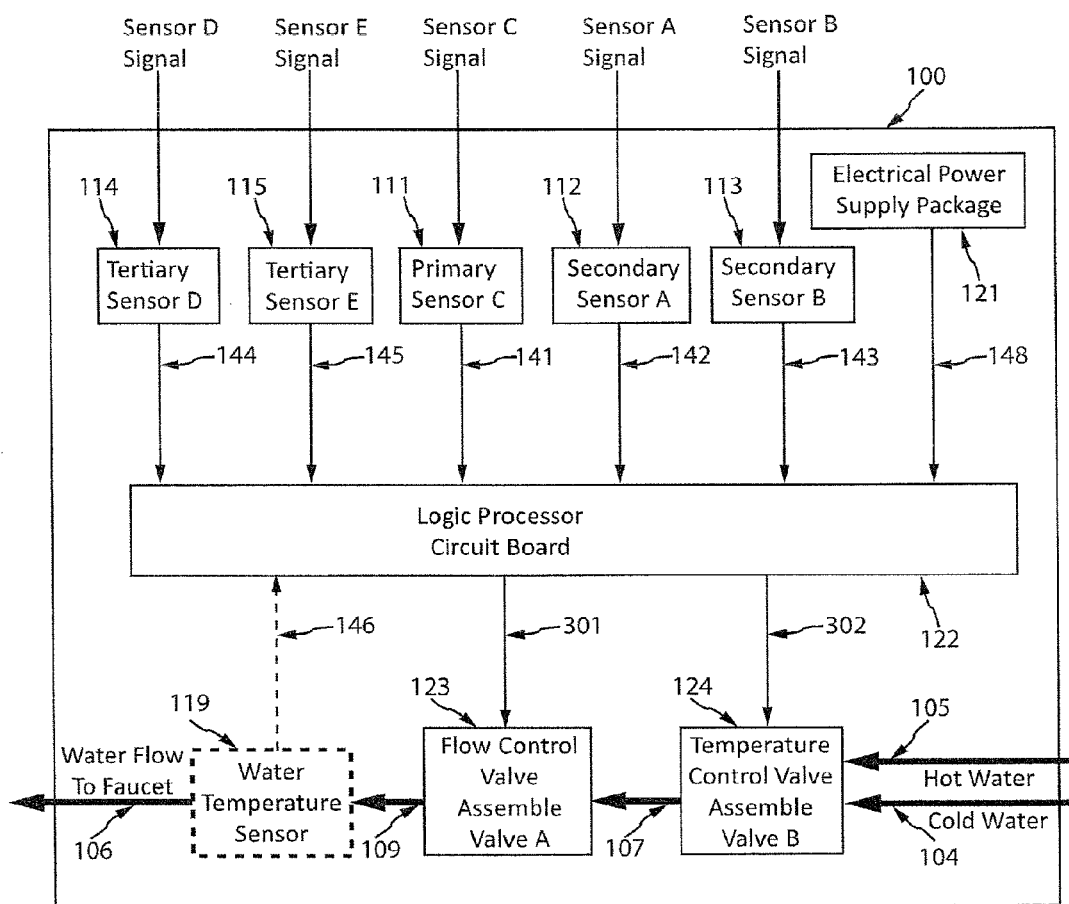 Sensor D
Signal
Sensor E
Signal
Sensor C
Signal
Sensor A
Signal
Sensor B
Signal
100
114
115
111
112
113
Electrical Power
Supply Package
Tertiary
Sensor D
Tertiary
Sensor E
Primary
Sensor C
Secondary
Sensor A
Secondary
Sensor B
121
144
145
141
142
143
148
Logic Processor
Circuit Board
146
301
302
122
119
123
124
105
Water Flow
To Faucet
Water
Temperature
Sensor
Flow Control
Valve
Assemble
Valve A
Temperature
Control Valve
Assemble
Valve B
Hot Water
Cold Water
106
109
107
104